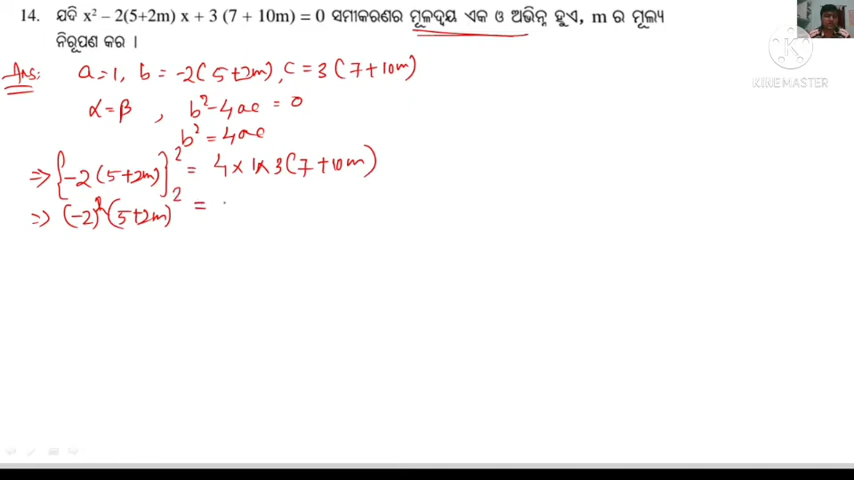 14. ଯଦି x² – 2(5+2m) x + 3 (7 + 10m) = 0 ସମୀକରଣର ମୂଳଦ୍ୱୟ ଏକ ଓ ଅଭିନ୍ନ ହୁଏ, m ର ମୂଲ୍ୟ
ନିରୂପଣ କର ।
KINEMASTER
Ans: a=1, b = -2(5+2m), c = 3(7+10m)
α=β , b²-4ac = 0
b² = 4ac
=> {-2(5+2m)}² = 4×1×3(7+10m)
=> (-2)²(5+2m)² =